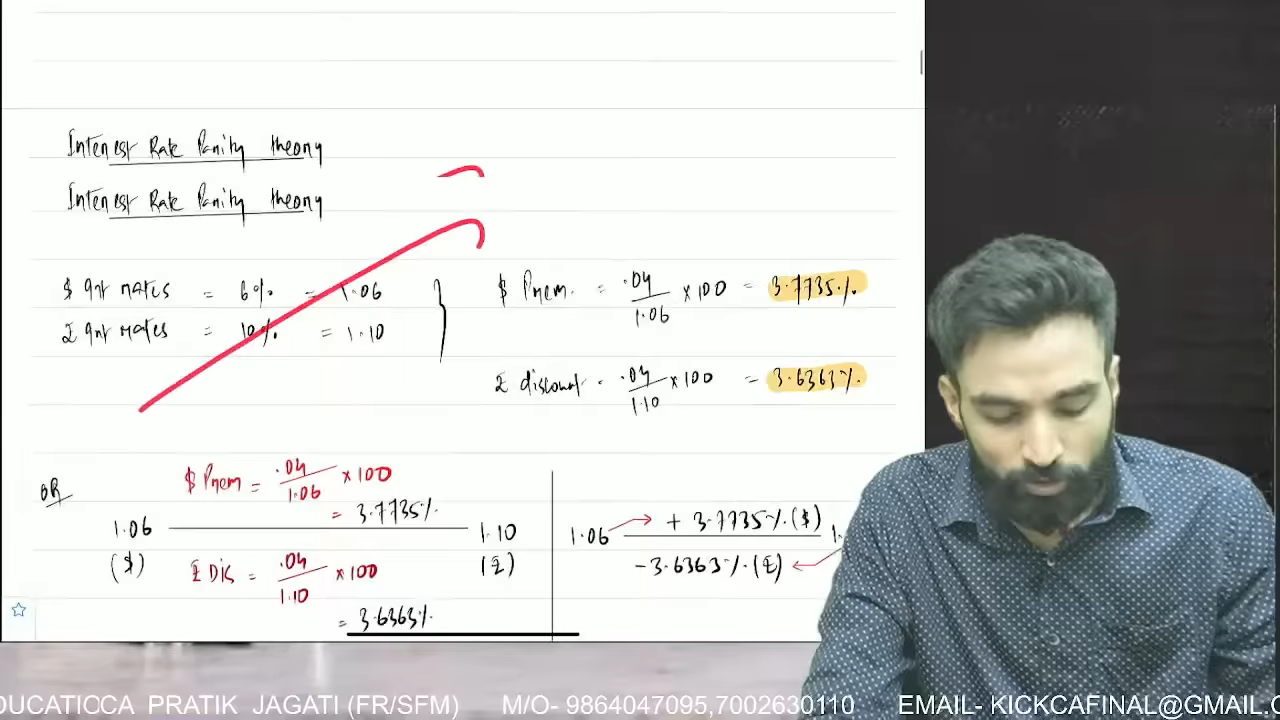 Interest Rate Parity theory
Interest Rate Parity theory
$ Int rates = 6% = 1.06
£ Int rates = 10% = 1.10
$ Prem. = .04/1.06 × 100 = 3.7735%
£ discount = .04/1.10 × 100 = 3.6363%
OR
$ Prem = .04/1.06 × 100
= 3.7735%
1.06 1.10
($) (£)
£ DIS = .04/1.10 × 100
= 3.6363%
1.06 + 3.7735%($) 1.
-3.6363%(£)
DUCATIOCA PRATIK JAGATI (FR/SFM) M/O- 9864047095,7002630110 EMAIL- KICKCAFINAL@GMAIL.C